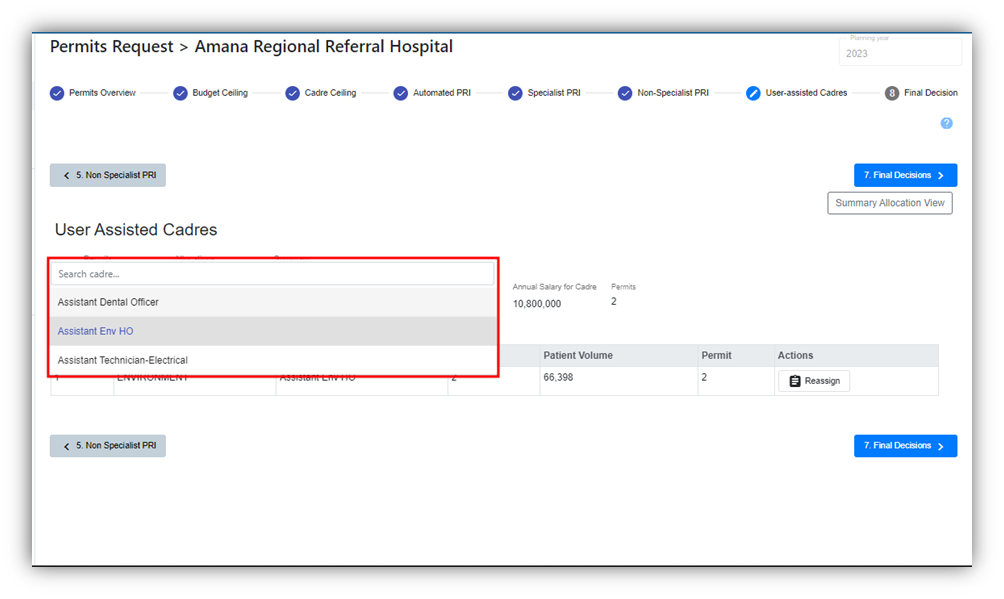 Permits Request > Amana Regional Referral Hospital
Planning year
2023
Permits Overview
Budget Ceiling
Cadre Ceiling
Automated PRI
Specialist PRI
Non-Specialist PRI
User-assisted Cadres
8 Final Decision
?
5. Non Specialist PRI
7. Final Decisions
Summary Allocation View
User Assisted Cadres
Search cadre...
Assistant Dental Officer
Assistant Env HO
Assistant Technician-Electrical
Annual Salary for Cadre Permits
10,800,000 2
Patient Volume Permit Actions
1 ENVIRONMENT Assistant Env HO 2 66,398 2 Reassign
5. Non Specialist PRI
7. Final Decisions